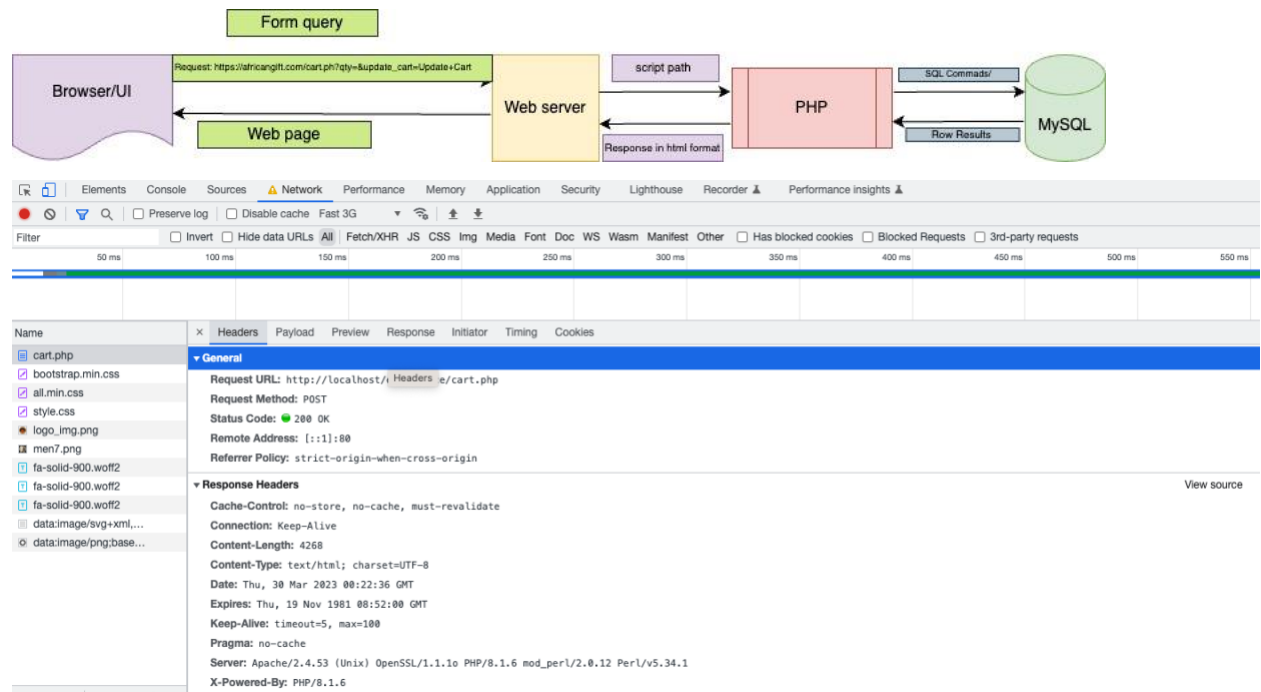 Form query
Browser/UI
Request: https://africangift.com/cart.ph?qty=&update_cart=Update+Cart
Web page
Web server
script path
Response in html format
PHP
SQL Commads/
Row Results
MySQL
Elements Console Sources Network Performance Memory Application Security Lighthouse Recorder Performance insights
Preserve log Disable cache Fast 3G
Filter Invert Hide data URLs All Fetch/XHR JS CSS Img Media Font Doc WS Wasm Manifest Other Has blocked cookies Blocked Requests 3rd-party requests
50 ms 100 ms 150 ms 200 ms 250 ms 300 ms 350 ms 400 ms 450 ms 500 ms 550 ms
Name
cart.php
bootstrap.min.css
all.min.css
style.css
logo_img.png
men7.png
fa-solid-900.woff2
fa-solid-900.woff2
fa-solid-900.woff2
data:image/svg+xml,...
data:image/png;base...
× Headers Payload Preview Response Initiator Timing Cookies
General
Request URL: http://localhost/ e/cart.php
Headers
Request Method: POST
Status Code: 200 OK
Remote Address: [::1]:80
Referrer Policy: strict-origin-when-cross-origin
Response Headers View source
Cache-Control: no-store, no-cache, must-revalidate
Connection: Keep-Alive
Content-Length: 4268
Content-Type: text/html; charset=UTF-8
Date: Thu, 30 Mar 2023 00:22:36 GMT
Expires: Thu, 19 Nov 1981 08:52:00 GMT
Keep-Alive: timeout=5, max=100
Pragma: no-cache
Server: Apache/2.4.53 (Unix) OpenSSL/1.1.1o PHP/8.1.6 mod_perl/2.0.12 Perl/v5.34.1
X-Powered-By: PHP/8.1.6